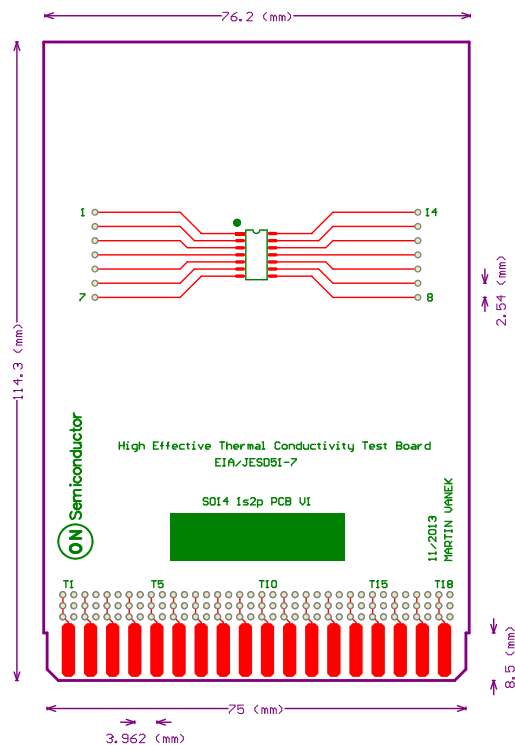 76.2 (mm)
1
14
7
8
2.54 (mm)
114.3 (mm)
High Effective Thermal Conductivity Test Board
EIA/JESD51-7
ON Semiconductor
SO14 1s2p PCB V1
11/2013
MARTIN VANEK
T1 T5 T10 T15 T18
8.5 (mm)
75 (mm)
3.962 (mm)